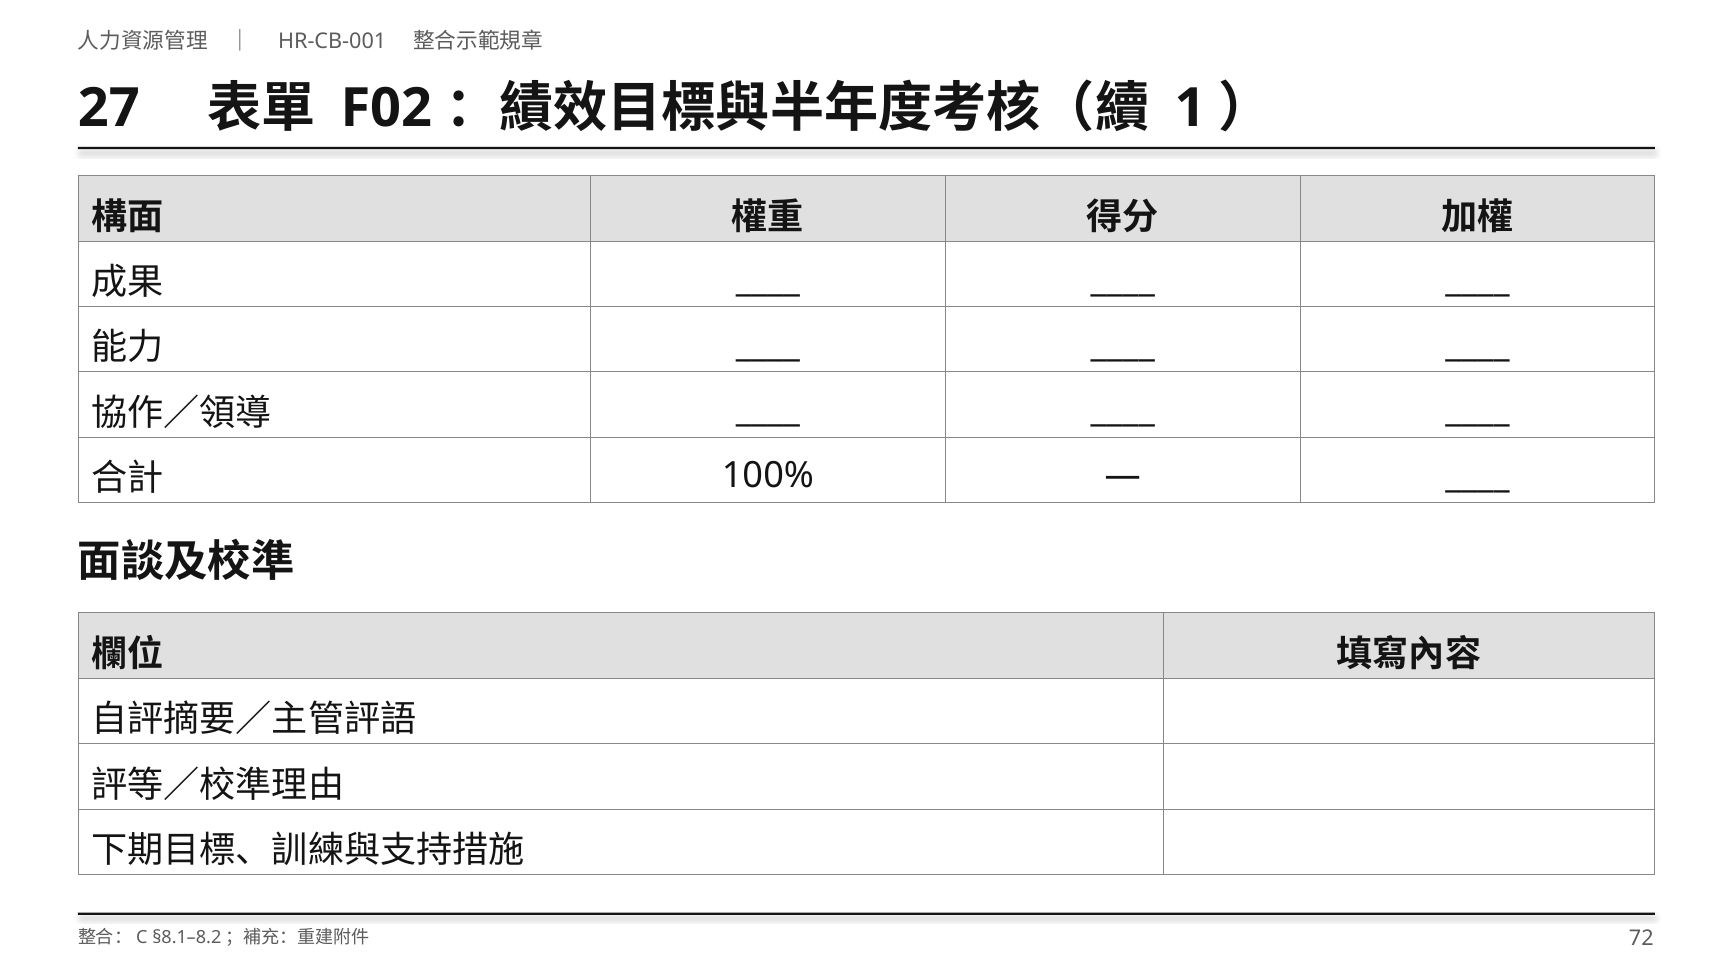 人力資源管理 ｜ HR-CB-001 整合示範規章
27 表單 F02：績效目標與半年度考核（續 1）
構面 權重 得分 加權
成果 ____ ____ ____
能力 ____ ____ ____
協作／領導 ____ ____ ____
合計 100% — ____
面談及校準
欄位 填寫內容
自評摘要／主管評語
評等／校準理由
下期目標、訓練與支持措施
整合：C §8.1–8.2；補充：重建附件 72